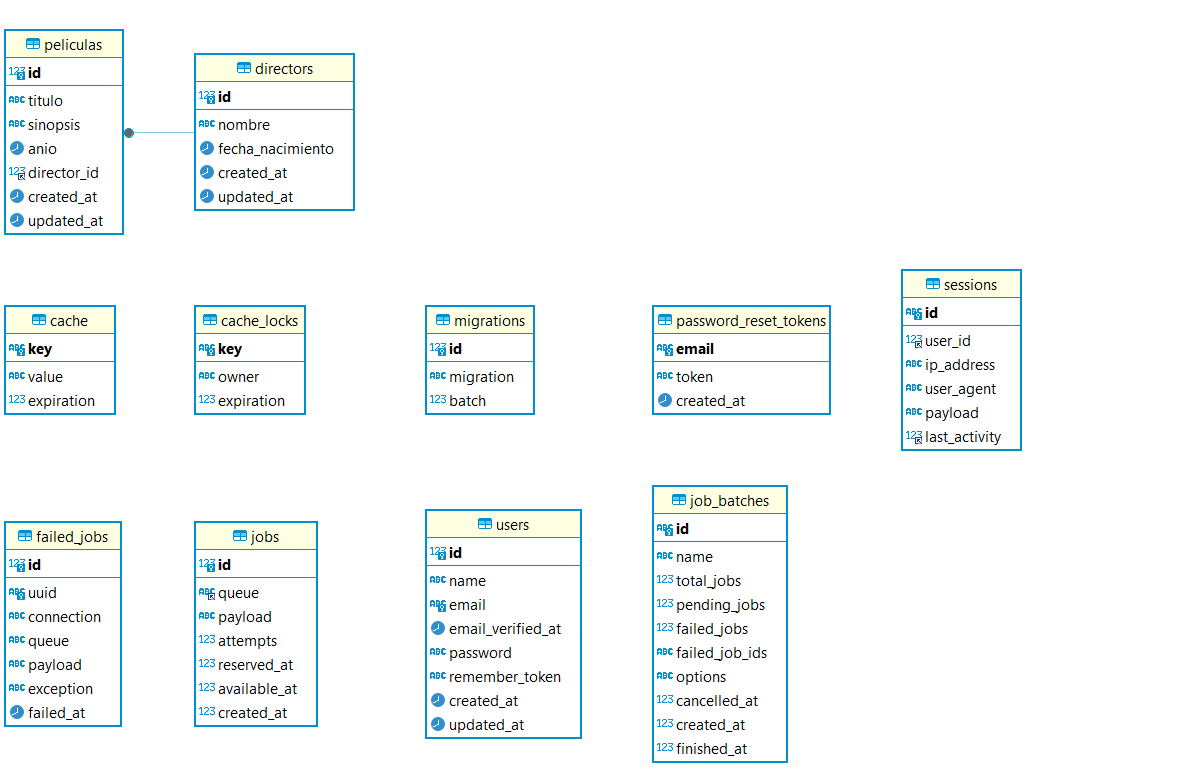 peliculas
id
titulo
sinopsis
anio
director_id
created_at
updated_at
directors
id
nombre
fecha_nacimiento
created_at
updated_at
cache
key
value
expiration
cache_locks
key
owner
expiration
migrations
id
migration
batch
password_reset_tokens
email
token
created_at
sessions
id
user_id
ip_address
user_agent
payload
last_activity
failed_jobs
id
uuid
connection
queue
payload
exception
failed_at
jobs
id
queue
payload
attempts
reserved_at
available_at
created_at
users
id
name
email
email_verified_at
password
remember_token
created_at
updated_at
job_batches
id
name
total_jobs
pending_jobs
failed_jobs
failed_job_ids
options
cancelled_at
created_at
finished_at